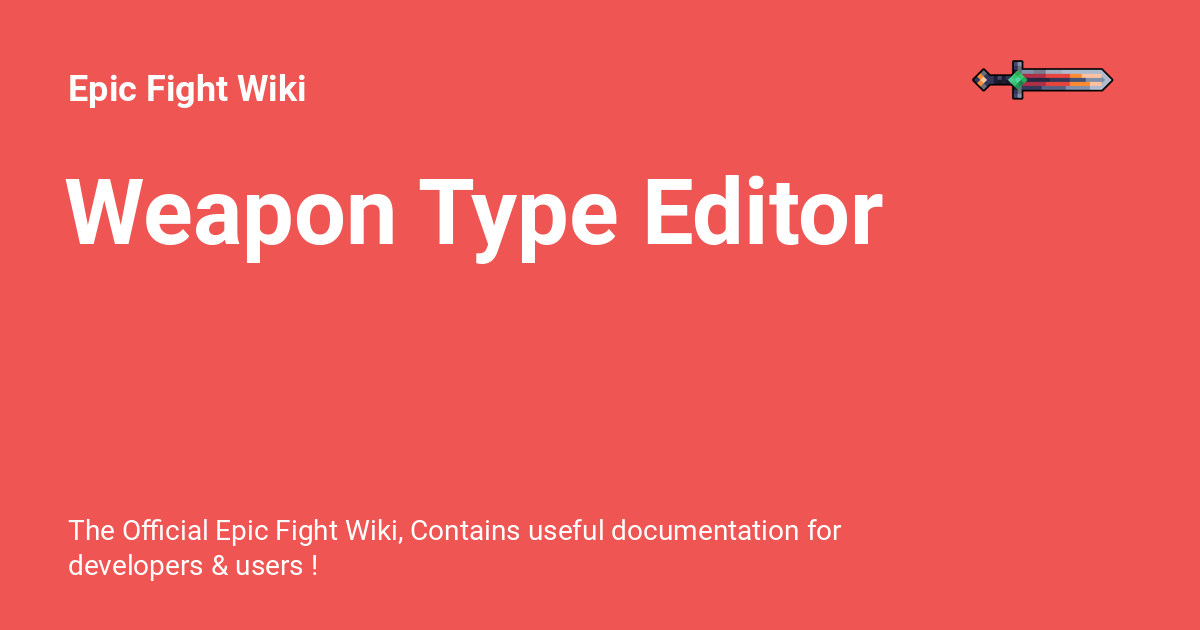 Epic Fight Wiki
Weapon Type Editor
The Official Epic Fight Wiki, Contains useful documentation for
developers & users !